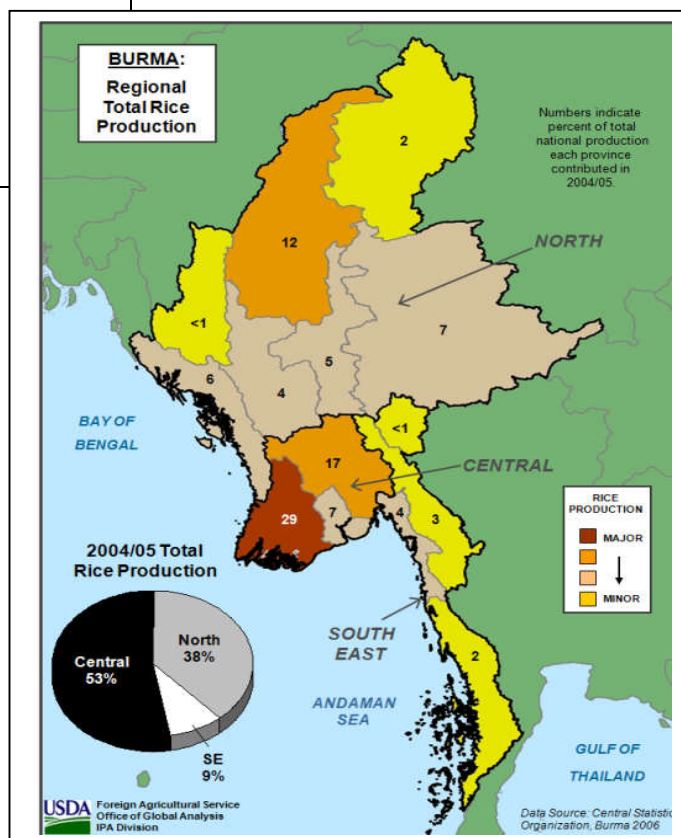 BURMA:
Regional
Total Rice
Production
Numbers indicate
percent of total
national production
each province
contributed in
2004/05.
2
12
NORTH
<1
7
5
6
4
BAY OF
BENGAL
<1
17
CENTRAL
29
7
4
3
RICE
PRODUCTION
MAJOR
MINOR
2004/05 Total
Rice Production
North
38%
Central
53%
SE
9%
SOUTH
EAST
2
ANDAMAN
SEA
GULF OF
THAILAND
USDA
Foreign Agricultural Service
Office of Global Analysis
IPA Division
Data Source: Central Statistic
Organization, Burma 2006